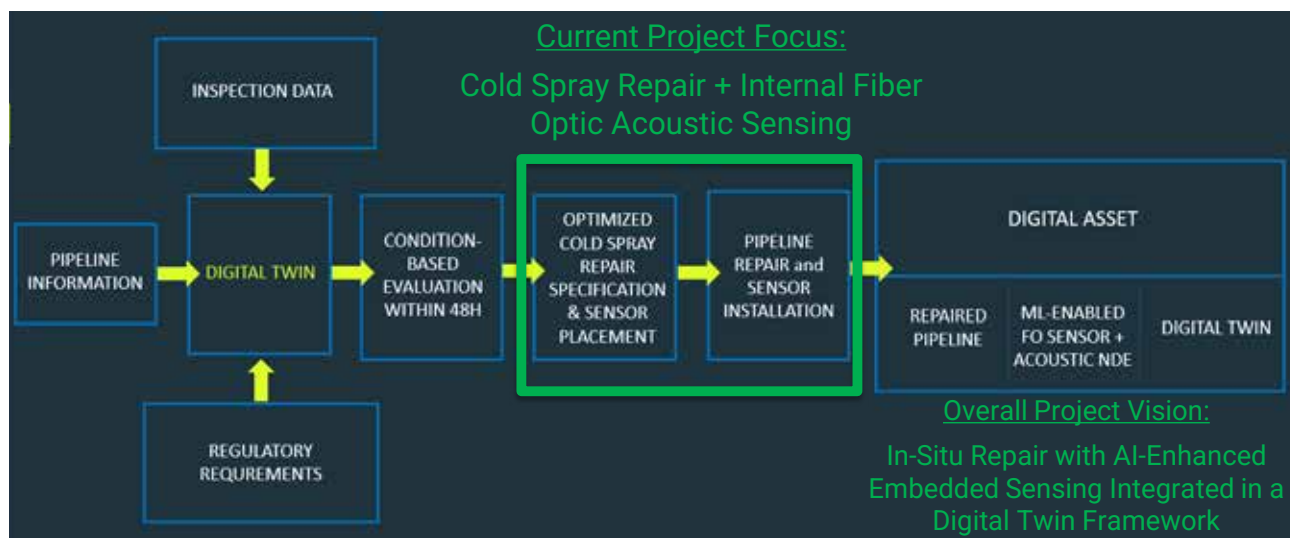 Current Project Focus:
Cold Spray Repair + Internal Fiber
Optic Acoustic Sensing
INSPECTION DATA
PIPELINE
INFORMATION
DIGITAL TWIN
CONDITION-
BASED
EVALUATION
WITHIN 48H
OPTIMIZED
COLD SPRAY
REPAIR
SPECIFICATION
& SENSOR
PLACEMENT
PIPELINE
REPAIR and
SENSOR
INSTALLATION
DIGITAL ASSET
REPAIRED
PIPELINE
ML-ENABLED
FO SENSOR +
ACOUSTIC NDE
DIGITAL TWIN
REGULATORY
REQUREMENTS
Overall Project Vision:
In-Situ Repair with AI-Enhanced
Embedded Sensing Integrated in a
Digital Twin Framework